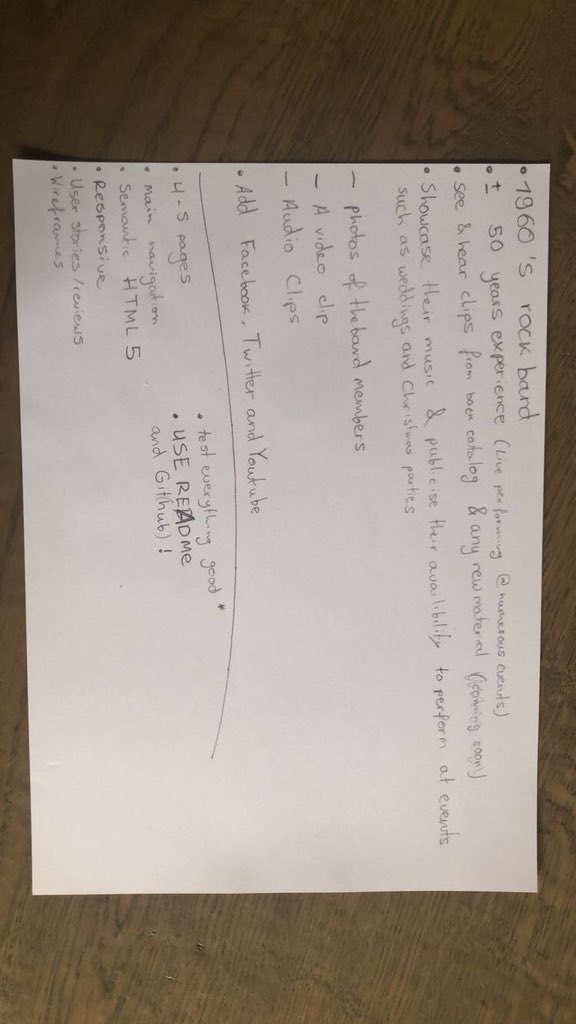 • 1960's rock band
• ± 50 years experience (Live performing @ numerous events)
• see & hear clips from back catalog & any new material (coming soon)
• Showcase their music & publicise their availibility to perform at events
such as weddings and Christmas parties
- photos of the band members
- A video clip
- Audio Clips
• Add Facebook, Twitter and Youtube
• 4-5 pages
• main navigation
• Semantic HTML 5
• Responsive
• User stories/reviews
• Wireframes
• test everything good *
• USE README
and Git(hub)!